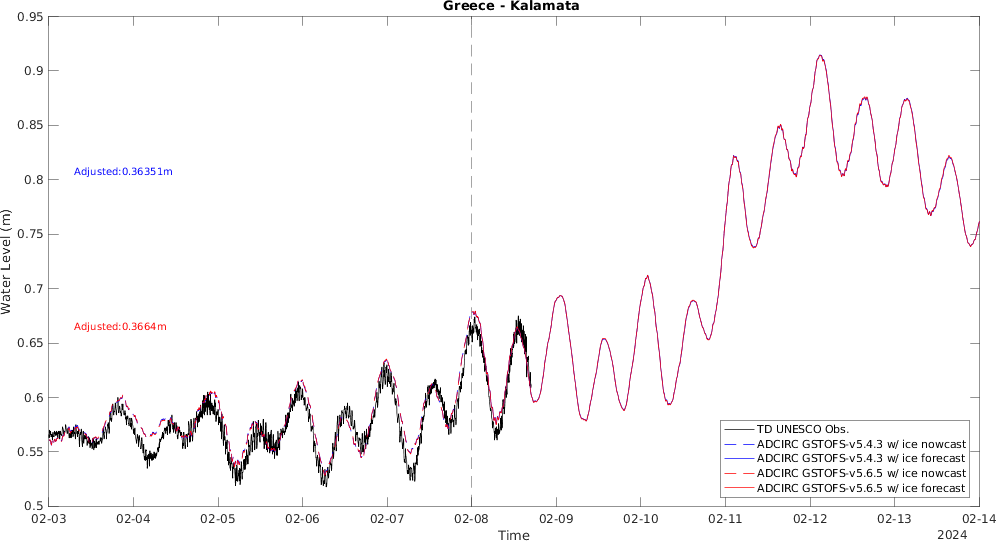 Greece - Kalamata
0.95
0.9
0.85
0.8
0.75
0.7
0.65
0.6
0.55
0.5
Water Level (m)
Adjusted:0.36351m
Adjusted:0.3664m
TD UNESCO Obs.
ADCIRC GSTOFS-v5.4.3 w/ ice nowcast
ADCIRC GSTOFS-v5.4.3 w/ ice forecast
ADCIRC GSTOFS-v5.6.5 w/ ice nowcast
ADCIRC GSTOFS-v5.6.5 w/ ice forecast
02-03 02-04 02-05 02-06 02-07 02-08 02-09 02-10 02-11 02-12 02-13 02-14
Time
2024